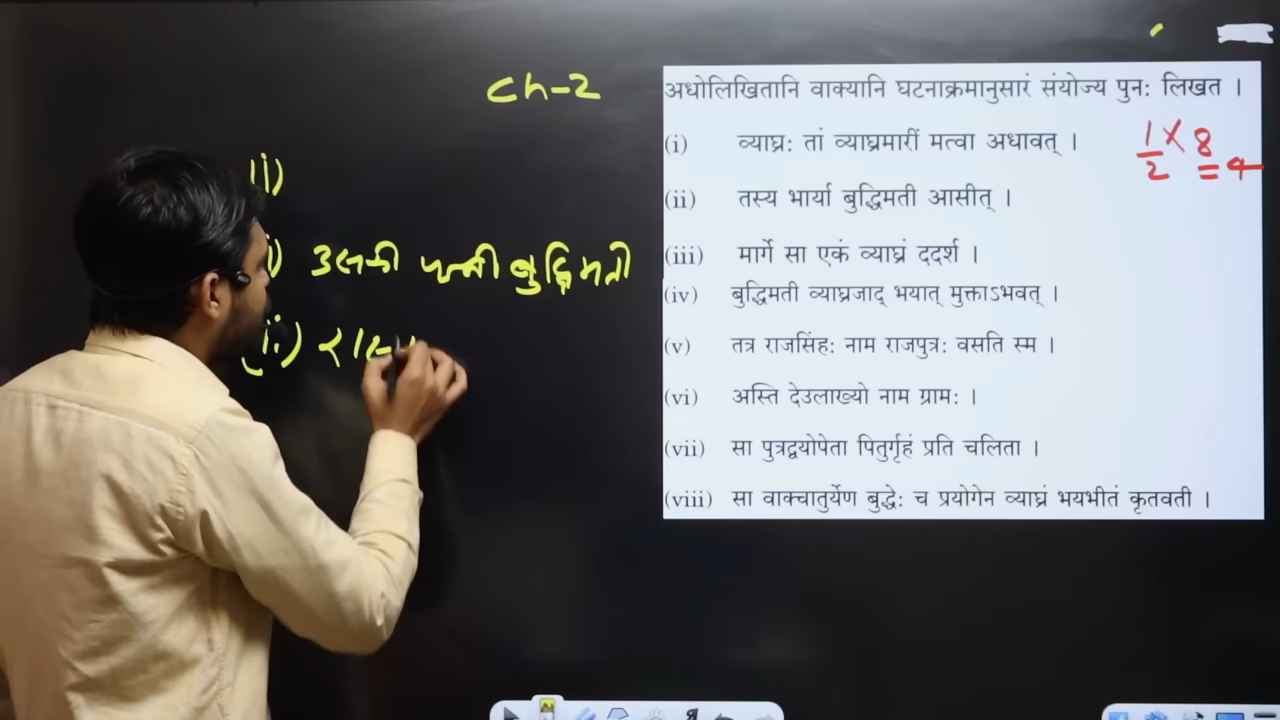 Ch-2
(i)
i) उसकी पत्नी बुद्धिमती
ii)
अधोलिखितानि वाक्यानि घटनाक्रमानुसारं संयोज्य पुनः लिखत ।
(i) व्याघ्रः तां व्याघ्रमारीं मत्वा अधावत् ।
1/2 × 8 = 4
(ii) तस्य भार्या बुद्धिमती आसीत् ।
(iii) मार्गे सा एकं व्याघ्रं ददर्श ।
(iv) बुद्धिमती व्याघ्रजाद् भयात् मुक्ताऽभवत् ।
(v) तत्र राजसिंहः नाम राजपुत्रः वसति स्म ।
(vi) अस्ति देउलाख्यो नाम ग्रामः ।
(vii) सा पुत्रद्वयोपेता पितुर्गृहं प्रति चलिता ।
(viii) सा वाक्चातुर्येण बुद्धेः च प्रयोगेन व्याघ्रं भयभीतं कृतवती ।